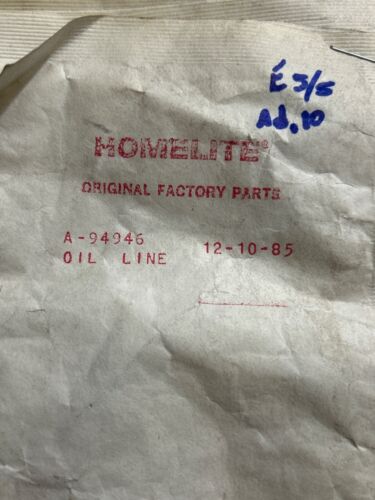 É 3/5
Ad.10
HOMELITE®
ORIGINAL FACTORY PARTS
A-94946 12-10-85
OIL LINE